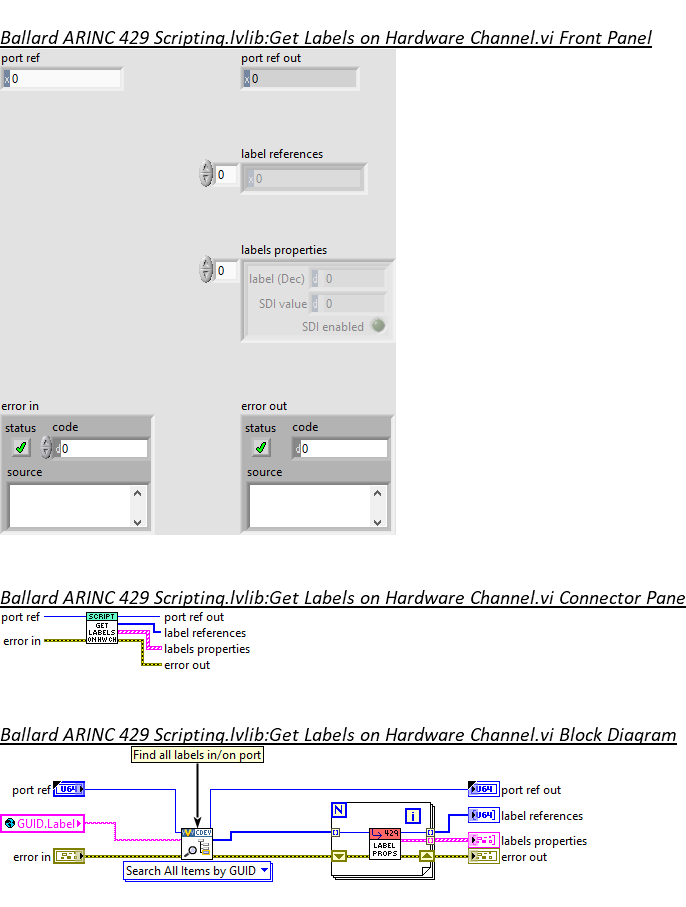 Ballard ARINC 429 Scripting.lvlib:Get Labels on Hardware Channel.vi Front Panel
port ref port ref out
x 0 x 0
label references
0 x 0
labels properties
0 label (Dec) d 0
SDI value d 0
SDI enabled
error in error out
status code status code
d 0 d 0
source source
Ballard ARINC 429 Scripting.lvlib:Get Labels on Hardware Channel.vi Connector Pane
port ref SCRIPT port ref out
GET label references
LABELS
error in ON HW CH labels properties
error out
Ballard ARINC 429 Scripting.lvlib:Get Labels on Hardware Channel.vi Block Diagram
Find all labels in/on port
port ref U64 U64 port ref out
N i U64 label references
GUID.Label CDEV 429
LABEL labels properties
error in PROPS error out
Search All Items by GUID